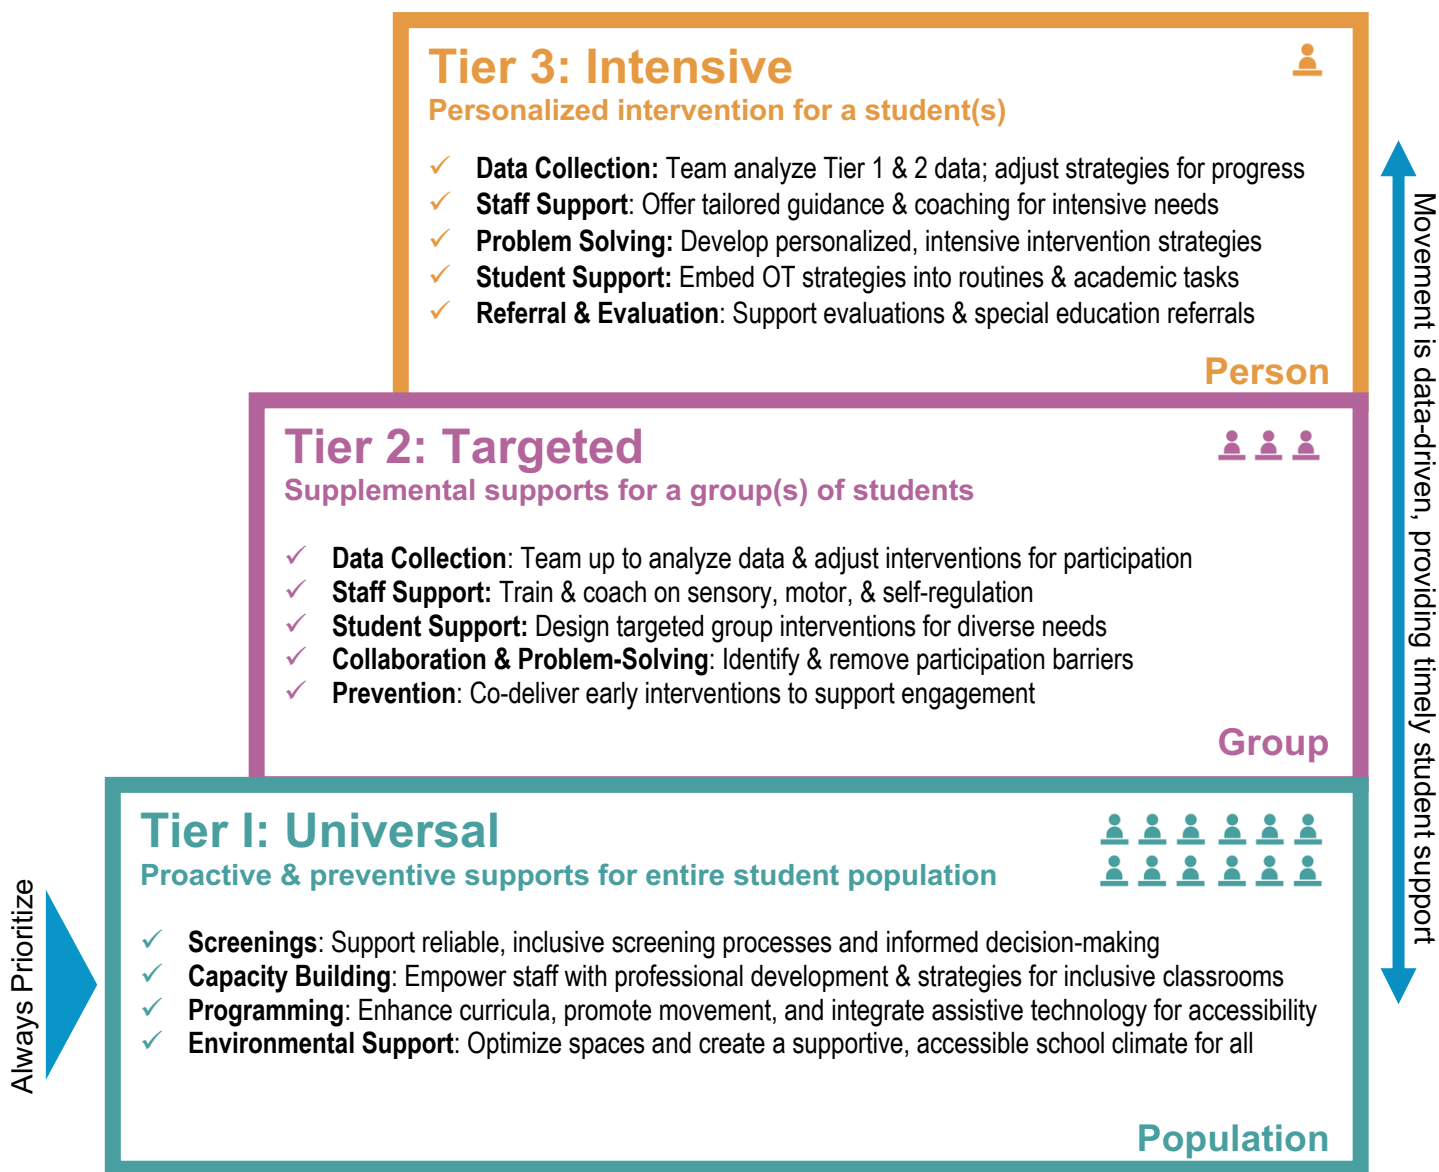 Tier 3: Intensive
Personalized intervention for a student(s)
✓ Data Collection: Team analyze Tier 1 & 2 data; adjust strategies for progress
✓ Staff Support: Offer tailored guidance & coaching for intensive needs
✓ Problem Solving: Develop personalized, intensive intervention strategies
✓ Student Support: Embed OT strategies into routines & academic tasks
✓ Referral & Evaluation: Support evaluations & special education referrals
Person
Tier 2: Targeted
Supplemental supports for a group(s) of students
✓ Data Collection: Team up to analyze data & adjust interventions for participation
✓ Staff Support: Train & coach on sensory, motor, & self-regulation
✓ Student Support: Design targeted group interventions for diverse needs
✓ Collaboration & Problem-Solving: Identify & remove participation barriers
✓ Prevention: Co-deliver early interventions to support engagement
Group
Tier I: Universal
Proactive & preventive supports for entire student population
✓ Screenings: Support reliable, inclusive screening processes and informed decision-making
✓ Capacity Building: Empower staff with professional development & strategies for inclusive classrooms
✓ Programming: Enhance curricula, promote movement, and integrate assistive technology for accessibility
✓ Environmental Support: Optimize spaces and create a supportive, accessible school climate for all
Population
Always Prioritize
Movement is data-driven, providing timely student support